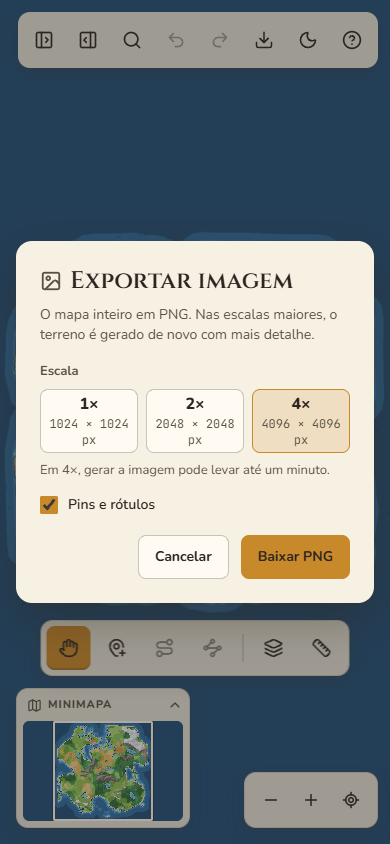 Exportar imagem
O mapa inteiro em PNG. Nas escalas maiores, o
terreno é gerado de novo com mais detalhe.
Escala
1×
1024 × 1024
px
2×
2048 × 2048
px
4×
4096 × 4096
px
Em 4×, gerar a imagem pode levar até um minuto.
Pins e rótulos
Cancelar
Baixar PNG
MINIMAPA